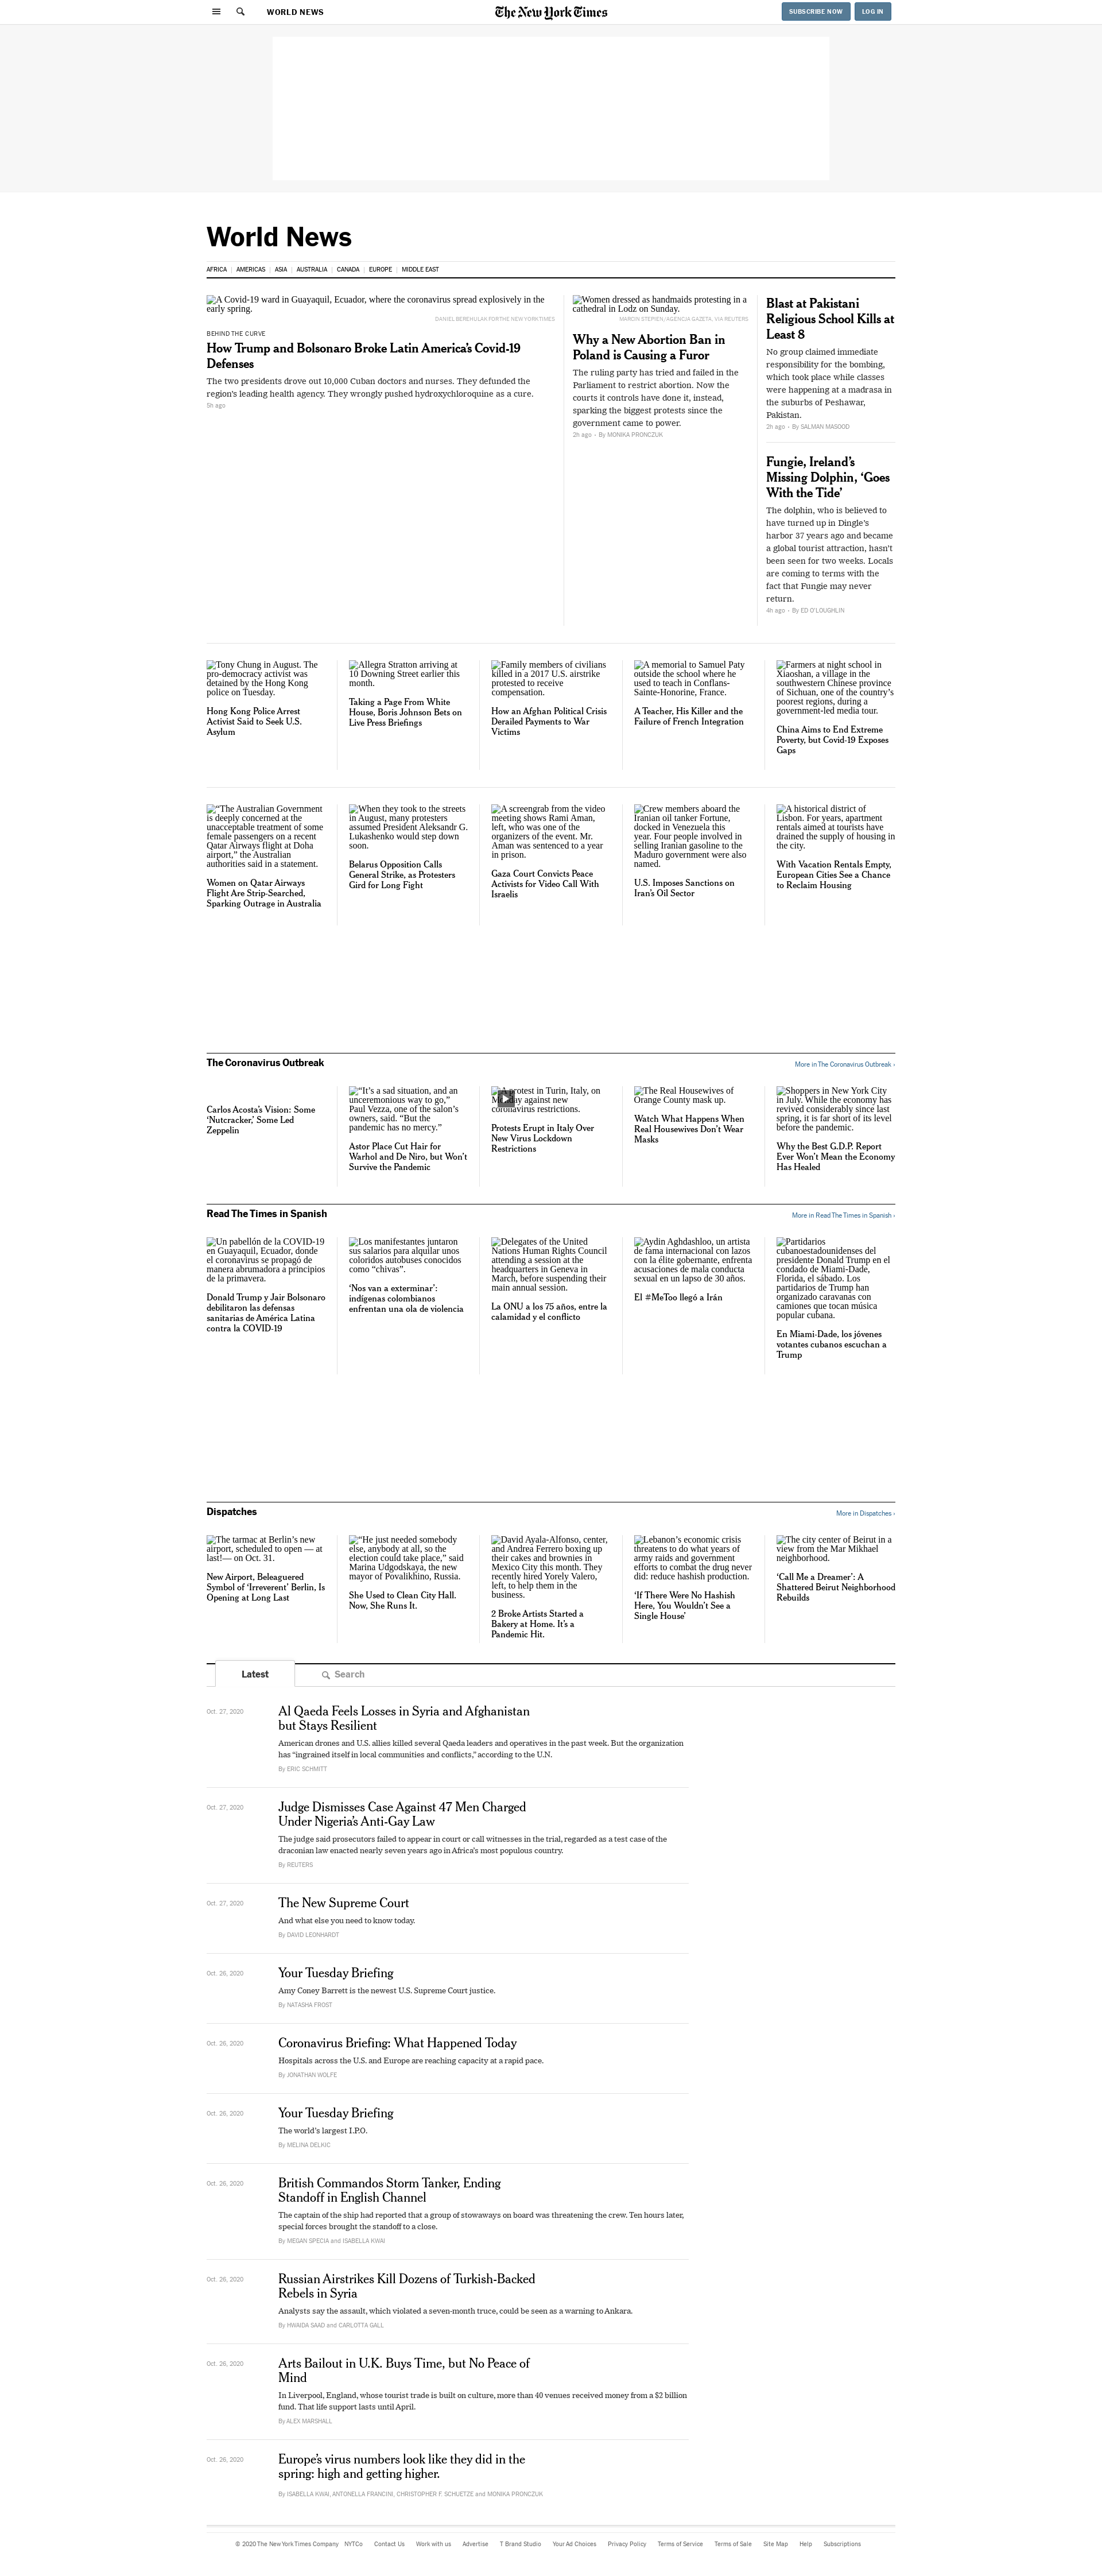 WORLD NEWS
The New York Times
SUBSCRIBE NOW
LOG IN
World News
AFRICA
AMERICAS
ASIA
AUSTRALIA
CANADA
EUROPE
MIDDLE EAST
A Covid-19 ward in Guayaquil, Ecuador, where the coronavirus spread explosively in the
early spring.
DANIEL BEREHULAK FOR THE NEW YORK TIMES
BEHIND THE CURVE
How Trump and Bolsonaro Broke Latin America’s Covid-19
Defenses
The two presidents drove out 10,000 Cuban doctors and nurses. They defunded the
region’s leading health agency. They wrongly pushed hydroxychloroquine as a cure.
5h ago
Women dressed as handmaids protesting in a
cathedral in Lodz on Sunday.
MARCIN STEPIEN/AGENCJA GAZETA, VIA REUTERS
Why a New Abortion Ban in
Poland is Causing a Furor
The ruling party has tried and failed in the
Parliament to restrict abortion. Now the
courts it controls have done it, instead,
sparking the biggest protests since the
government came to power.
2h ago · By MONIKA PRONCZUK
Blast at Pakistani
Religious School Kills at
Least 8
No group claimed immediate
responsibility for the bombing,
which took place while classes
were happening at a madrasa in
the suburbs of Peshawar,
Pakistan.
2h ago · By SALMAN MASOOD
Fungie, Ireland’s
Missing Dolphin, ‘Goes
With the Tide’
The dolphin, who is believed to
have turned up in Dingle’s
harbor 37 years ago and became
a global tourist attraction, hasn’t
been seen for two weeks. Locals
are coming to terms with the
fact that Fungie may never
return.
4h ago · By ED O’LOUGHLIN
Tony Chung in August. The
pro-democracy activist was
detained by the Hong Kong
police on Tuesday.
Hong Kong Police Arrest
Activist Said to Seek U.S.
Asylum
Allegra Stratton arriving at
10 Downing Street earlier this
month.
Taking a Page From White
House, Boris Johnson Bets on
Live Press Briefings
Family members of civilians
killed in a 2017 U.S. airstrike
protested to receive
compensation.
How an Afghan Political Crisis
Derailed Payments to War
Victims
A memorial to Samuel Paty
outside the school where he
used to teach in Conflans-
Sainte-Honorine, France.
A Teacher, His Killer and the
Failure of French Integration
Farmers at night school in
Xiaoshan, a village in the
southwestern Chinese province
of Sichuan, one of the country’s
poorest regions, during a
government-led media tour.
China Aims to End Extreme
Poverty, but Covid-19 Exposes
Gaps
“The Australian Government
is deeply concerned at the
unacceptable treatment of some
female passengers on a recent
Qatar Airways flight at Doha
airport,” the Australian
authorities said in a statement.
Women on Qatar Airways
Flight Are Strip-Searched,
Sparking Outrage in Australia
When they took to the streets
in August, many protesters
assumed President Aleksandr G.
Lukashenko would step down
soon.
Belarus Opposition Calls
General Strike, as Protesters
Gird for Long Fight
A screengrab from the video
meeting shows Rami Aman,
left, who was one of the
organizers of the event. Mr.
Aman was sentenced to a year
in prison.
Gaza Court Convicts Peace
Activists for Video Call With
Israelis
Crew members aboard the
Iranian oil tanker Fortune,
docked in Venezuela this
year. Four people involved in
selling Iranian gasoline to the
Maduro government were also
named.
U.S. Imposes Sanctions on
Iran’s Oil Sector
A historical district of
Lisbon. For years, apartment
rentals aimed at tourists have
drained the supply of housing in
the city.
With Vacation Rentals Empty,
European Cities See a Chance
to Reclaim Housing
The Coronavirus Outbreak
More in The Coronavirus Outbreak ›
Carlos Acosta’s Vision: Some
‘Nutcracker,’ Some Led
Zeppelin
“It’s a sad situation, and an
unceremonious way to go,”
Paul Vezza, one of the salon’s
owners, said. “But the
pandemic has no mercy.”
Astor Place Cut Hair for
Warhol and De Niro, but Won’t
Survive the Pandemic
A protest in Turin, Italy, on
Monday against new
coronavirus restrictions.
Protests Erupt in Italy Over
New Virus Lockdown
Restrictions
The Real Housewives of
Orange County mask up.
Watch What Happens When
Real Housewives Don’t Wear
Masks
Shoppers in New York City
in July. While the economy has
revived considerably since last
spring, it is far short of its level
before the pandemic.
Why the Best G.D.P. Report
Ever Won’t Mean the Economy
Has Healed
Read The Times in Spanish
More in Read The Times in Spanish ›
Un pabellón de la COVID-19
en Guayaquil, Ecuador, donde
el coronavirus se propagó de
manera abrumadora a principios
de la primavera.
Donald Trump y Jair Bolsonaro
debilitaron las defensas
sanitarias de América Latina
contra la COVID-19
Los manifestantes juntaron
sus salarios para alquilar unos
coloridos autobuses conocidos
como “chivas”.
‘Nos van a exterminar’:
indígenas colombianos
enfrentan una ola de violencia
Delegates of the United
Nations Human Rights Council
attending a session at the
headquarters in Geneva in
March, before suspending their
main annual session.
La ONU a los 75 años, entre la
calamidad y el conflicto
Aydin Aghdashloo, un artista
de fama internacional con lazos
con la élite gobernante, enfrenta
acusaciones de mala conducta
sexual en un lapso de 30 años.
El #MeToo llegó a Irán
Partidarios
cubanoestadounidenses del
presidente Donald Trump en el
condado de Miami-Dade,
Florida, el sábado. Los
partidarios de Trump han
organizado caravanas con
camiones que tocan música
popular cubana.
En Miami-Dade, los jóvenes
votantes cubanos escuchan a
Trump
Dispatches
More in Dispatches ›
The tarmac at Berlin’s new
airport, scheduled to open — at
last!— on Oct. 31.
New Airport, Beleaguered
Symbol of ‘Irreverent’ Berlin, Is
Opening at Long Last
“He just needed somebody
else, anybody at all, so the
election could take place,” said
Marina Udgodskaya, the new
mayor of Povalikhino, Russia.
She Used to Clean City Hall.
Now, She Runs It.
David Ayala-Alfonso, center,
and Andrea Ferrero boxing up
their cakes and brownies in
Mexico City this month. They
recently hired Yorely Valero,
left, to help them in the
business.
2 Broke Artists Started a
Bakery at Home. It’s a
Pandemic Hit.
Lebanon’s economic crisis
threatens to do what years of
army raids and government
efforts to combat the drug never
did: reduce hashish production.
‘If There Were No Hashish
Here, You Wouldn’t See a
Single House’
The city center of Beirut in a
view from the Mar Mikhael
neighborhood.
‘Call Me a Dreamer’: A
Shattered Beirut Neighborhood
Rebuilds
Latest
Search
Oct. 27, 2020
Al Qaeda Feels Losses in Syria and Afghanistan
but Stays Resilient
American drones and U.S. allies killed several Qaeda leaders and operatives in the past week. But the organization
has “ingrained itself in local communities and conflicts,” according to the U.N.
By ERIC SCHMITT
Oct. 27, 2020
Judge Dismisses Case Against 47 Men Charged
Under Nigeria’s Anti-Gay Law
The judge said prosecutors failed to appear in court or call witnesses in the trial, regarded as a test case of the
draconian law enacted nearly seven years ago in Africa’s most populous country.
By REUTERS
Oct. 27, 2020
The New Supreme Court
And what else you need to know today.
By DAVID LEONHARDT
Oct. 26, 2020
Your Tuesday Briefing
Amy Coney Barrett is the newest U.S. Supreme Court justice.
By NATASHA FROST
Oct. 26, 2020
Coronavirus Briefing: What Happened Today
Hospitals across the U.S. and Europe are reaching capacity at a rapid pace.
By JONATHAN WOLFE
Oct. 26, 2020
Your Tuesday Briefing
The world’s largest I.P.O.
By MELINA DELKIC
Oct. 26, 2020
British Commandos Storm Tanker, Ending
Standoff in English Channel
The captain of the ship had reported that a group of stowaways on board was threatening the crew. Ten hours later,
special forces brought the standoff to a close.
By MEGAN SPECIA and ISABELLA KWAI
Oct. 26, 2020
Russian Airstrikes Kill Dozens of Turkish-Backed
Rebels in Syria
Analysts say the assault, which violated a seven-month truce, could be seen as a warning to Ankara.
By HWAIDA SAAD and CARLOTTA GALL
Oct. 26, 2020
Arts Bailout in U.K. Buys Time, but No Peace of
Mind
In Liverpool, England, whose tourist trade is built on culture, more than 40 venues received money from a $2 billion
fund. That life support lasts until April.
By ALEX MARSHALL
Oct. 26, 2020
Europe’s virus numbers look like they did in the
spring: high and getting higher.
By ISABELLA KWAI, ANTONELLA FRANCINI, CHRISTOPHER F. SCHUETZE and MONIKA PRONCZUK
© 2020 The New York Times Company
NYTCo
Contact Us
Work with us
Advertise
T Brand Studio
Your Ad Choices
Privacy Policy
Terms of Service
Terms of Sale
Site Map
Help
Subscriptions